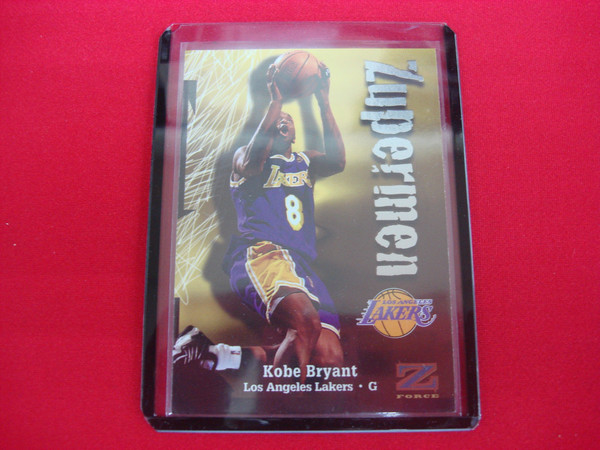 Zupermen
LAKERS
8
LOS ANGELES
LAKERS
Kobe Bryant
Los Angeles Lakers • G
Z
FORCE